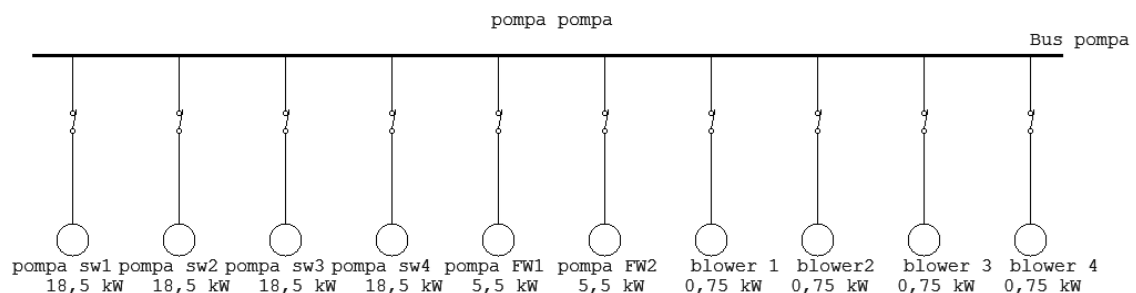 pompa pompa
Bus pompa
pompa sw1 pompa sw2 pompa sw3 pompa sw4 pompa FW1 pompa FW2 blower 1 blower2 blower 3 blower 4
18,5 kW 18,5 kW 18,5 kW 18,5 kW 5,5 kW 5,5 kW 0,75 kW 0,75 kW 0,75 kW 0,75 kW